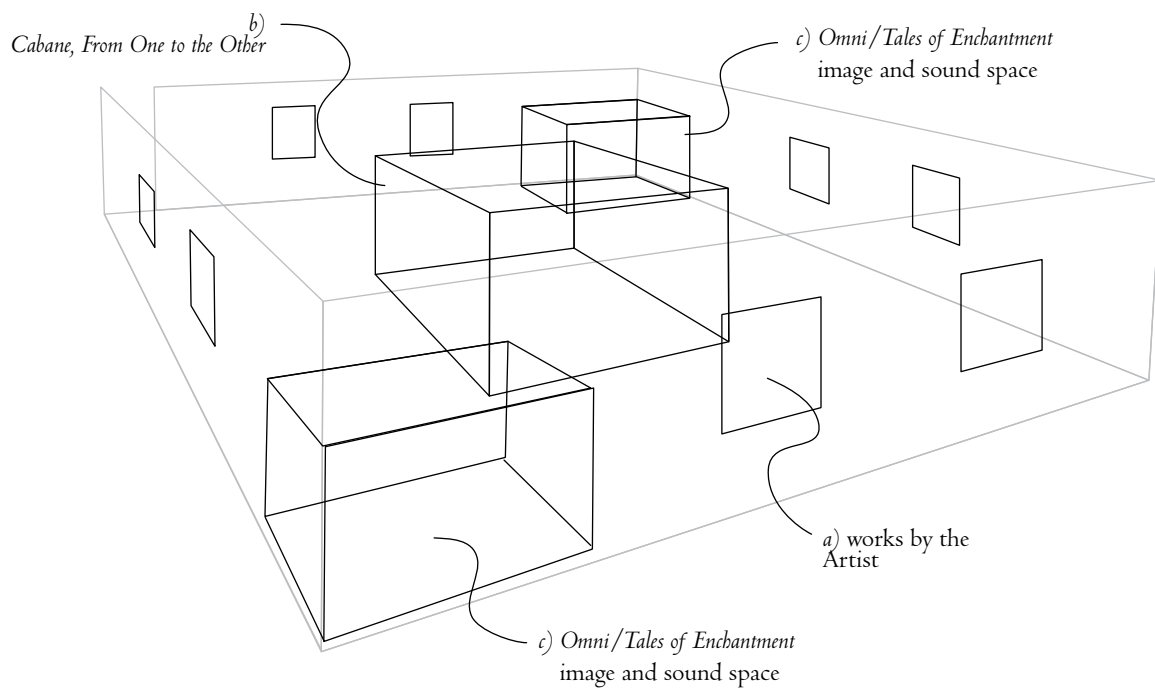 b)
Cabane, From One to the Other
c) Omni/Tales of Enchantment
image and sound space
a) works by the
Artist
c) Omni/Tales of Enchantment
image and sound space